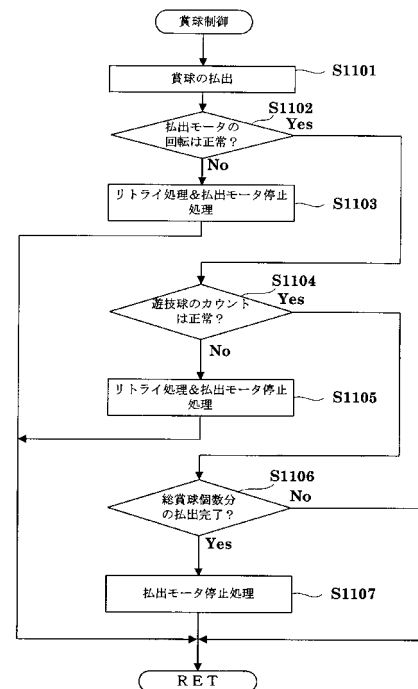 賞球制御
賞球の払出
S1101
S1102
払出モータの
回転は正常?
Yes
No
リトライ処理&払出モータ停止
処理
S1103
S1104
遊技球のカウント
は正常?
Yes
No
リトライ処理&払出モータ停止
処理
S1105
S1106
総賞球個数分
の払出完了?
No
Yes
払出モータ停止処理
S1107
RET